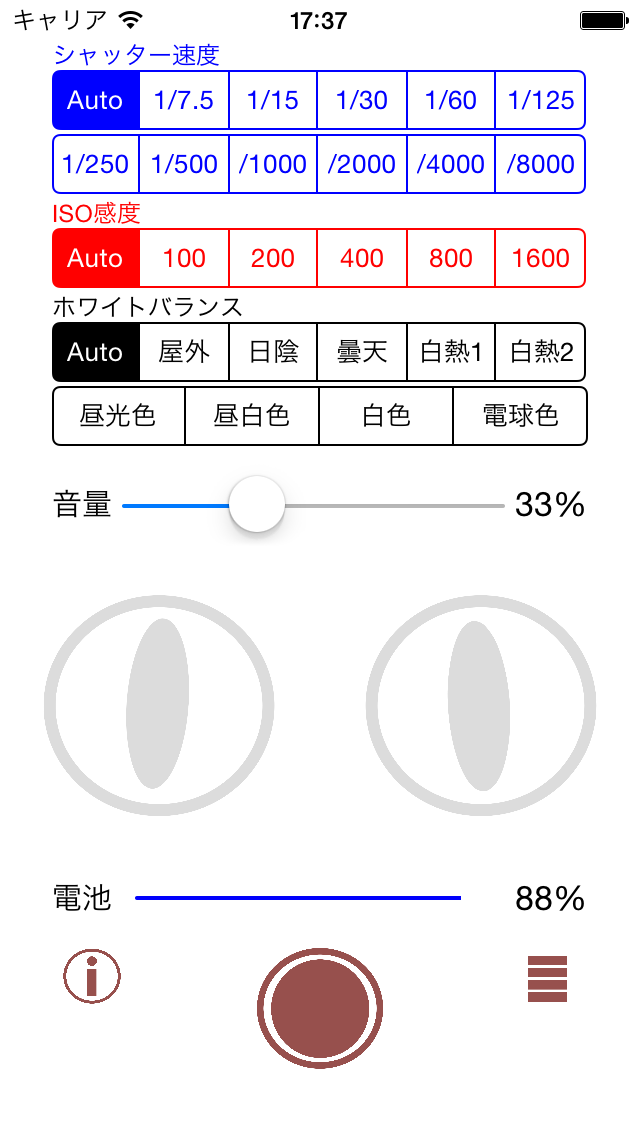 キャリア 17:37
シャッター速度
Auto 1/7.5 1/15 1/30 1/60 1/125
1/250 1/500 /1000 /2000 /4000 /8000
ISO感度
Auto 100 200 400 800 1600
ホワイトバランス
Auto 屋外 日陰 曇天 白熱1 白熱2
昼光色 昼白色 白色 電球色
音量 33%
電池 88%